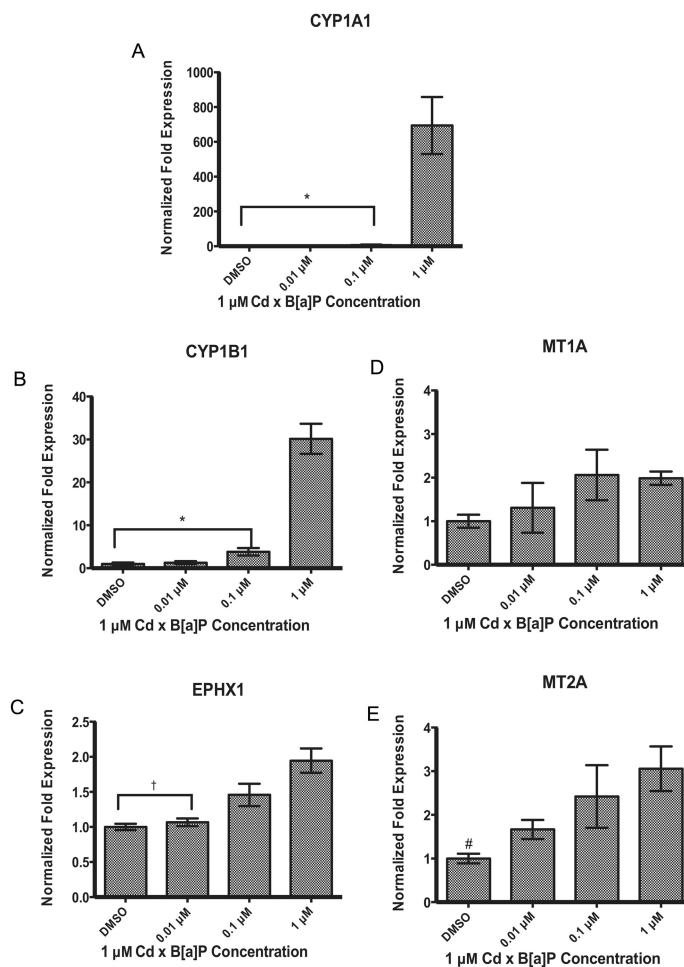 CYP1A1
A
Normalized Fold Expression
1000
800
600
400
200
0
*
DMSO
0.01 µM
0.1 µM
1 µM
1 µM Cd x B[a]P Concentration
CYP1B1
B
Normalized Fold Expression
40
30
20
10
0
*
DMSO
0.01 µM
0.1 µM
1 µM
1 µM Cd x B[a]P Concentration
MT1A
D
Normalized Fold Expression
4
3
2
1
0
DMSO
0.01 µM
0.1 µM
1 µM
1 µM Cd x B[a]P Concentration
EPHX1
C
Normalized Fold Expression
2.5
2.0
1.5
1.0
0.5
0.0
†
DMSO
0.01 µM
0.1 µM
1 µM
1 µM Cd x B[a]P Concentration
MT2A
E
Normalized Fold Expression
4
3
2
1
0
#
DMSO
0.01 µM
0.1 µM
1 µM
1 µM Cd x B[a]P Concentration